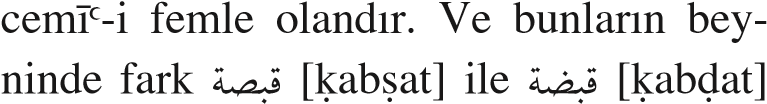 cemīʿ-i femle olandır. Ve bunların bey-
ninde fark قبصة [ḳabṣat] ile قبضة [ḳabḍat]